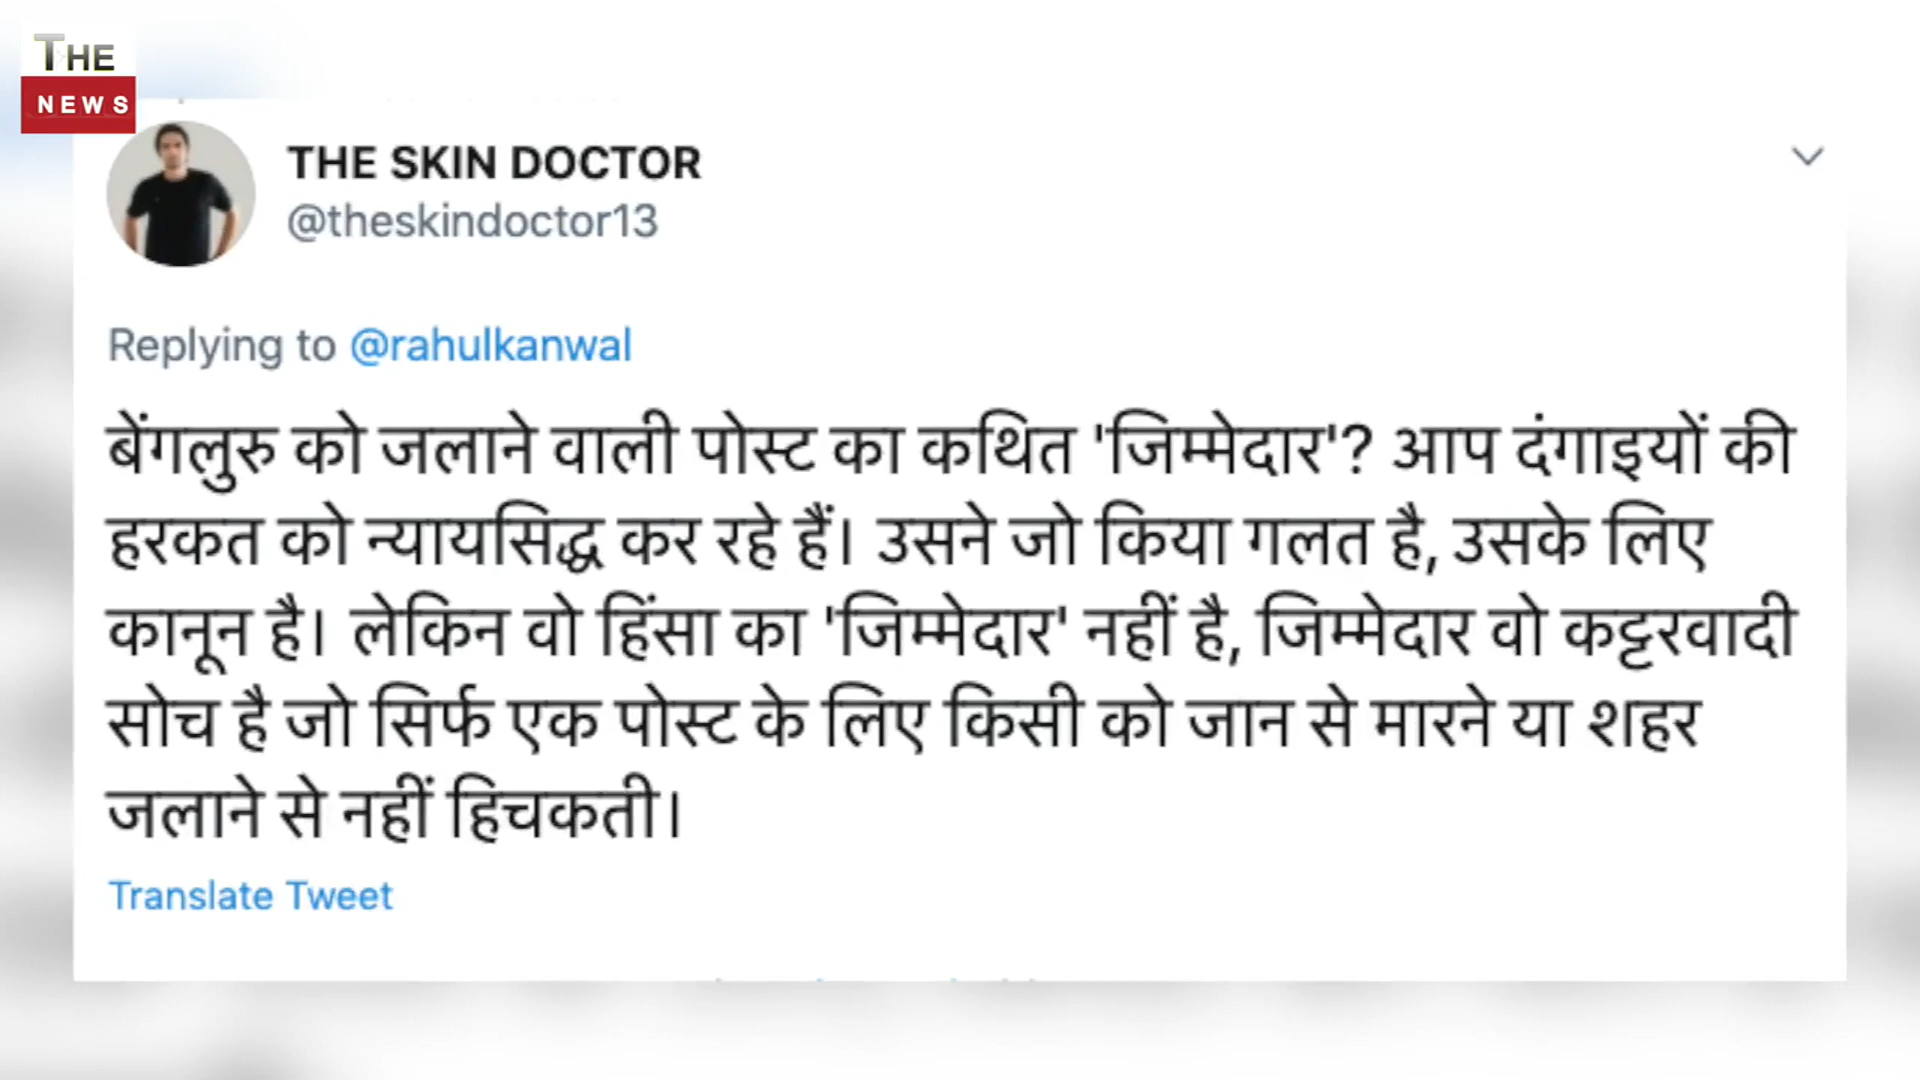 THE
NEWS
THE SKIN DOCTOR
@theskindoctor13
Replying to @rahulkanwal
बेंगलुरु को जलाने वाली पोस्ट का कथित 'जिम्मेदार'? आप दंगाइयों की
हरकत को न्यायसिद्ध कर रहे हैं। उसने जो किया गलत है, उसके लिए
कानून है। लेकिन वो हिंसा का 'जिम्मेदार' नहीं है, जिम्मेदार वो कट्टरवादी
सोच है जो सिर्फ एक पोस्ट के लिए किसी को जान से मारने या शहर
जलाने से नहीं हिचकती।
Translate Tweet